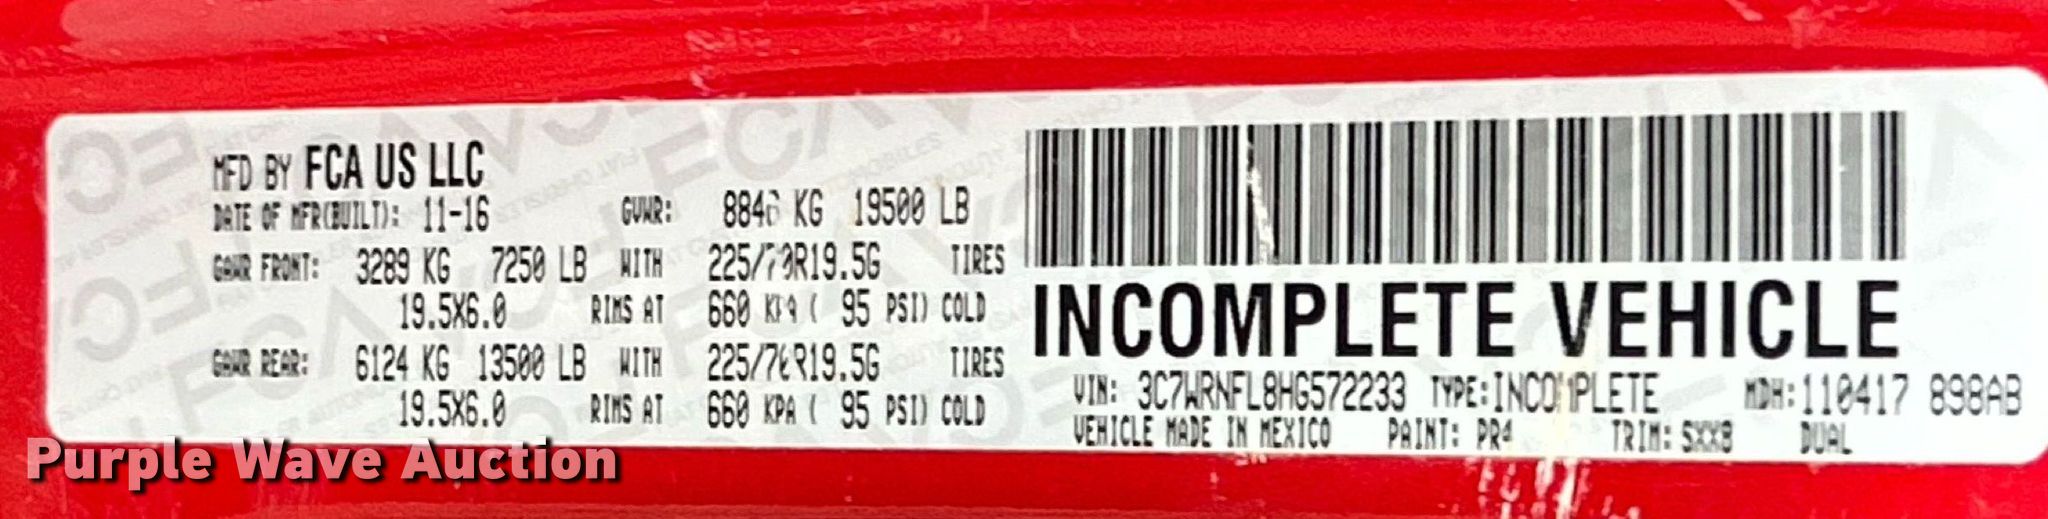 MFD BY FCA US LLC
DATE OF MFR(BUILT): 11-16 GVWR: 8846 KG 19500 LB
GAWR FRONT: 3289 KG 7250 LB WITH 225/70R19.5G TIRES
19.5X6.0 RIMS AT 660 KPA ( 95 PSI) COLD
GAWR REAR: 6124 KG 13500 LB WITH 225/70R19.5G TIRES
19.5X6.0 RIMS AT 660 KPA ( 95 PSI) COLD
INCOMPLETE VEHICLE
VIN: 3C7WRNFL8HG572233 TYPE: INCOMPLETE MDH: 110417 898AB
VEHICLE MADE IN MEXICO PAINT: PR4 TRIM: SXX8 DUAL
Purple Wave Auction